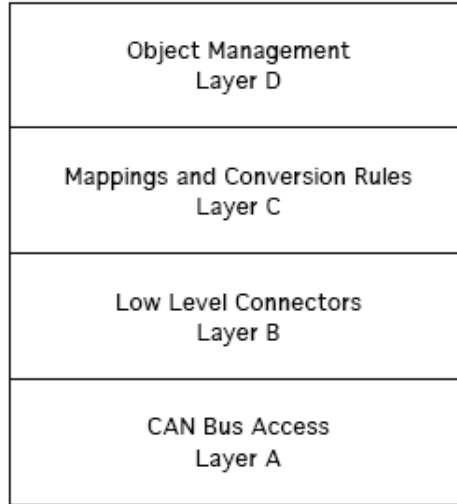 Object Management
Layer D
Mappings and Conversion Rules
Layer C
Low Level Connectors
Layer B
CAN Bus Access
Layer A